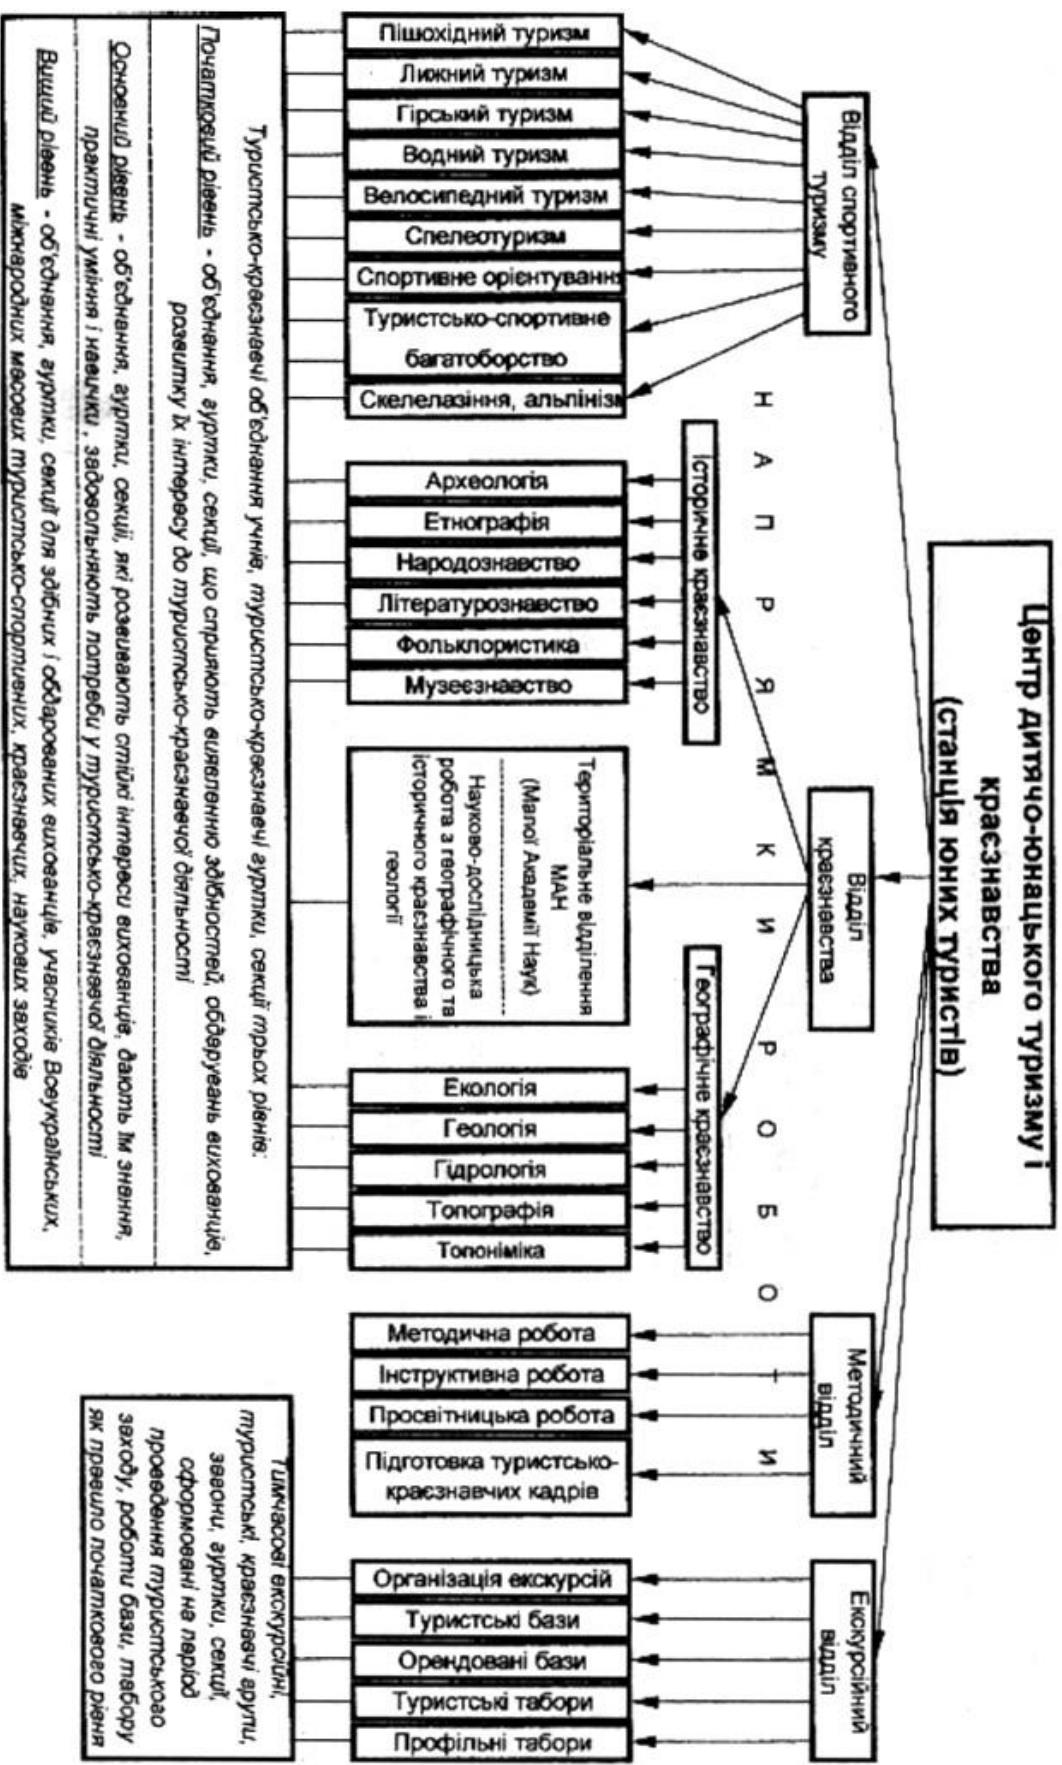 Центр дитячо-юнацького туризму і
краєзнавства
(станція юних туристів)
Відділ спортивного
туризму
Відділ
краєзнавства
Методичний
відділ
Екскурсійний
відділ
НАПРЯМКИ РОБОТИ
Історичне краєзнавство
Географічне краєзнавство
Пішохідний туризм
Лижний туризм
Гірський туризм
Водний туризм
Велосипедний туризм
Спелеотуризм
Спортивне орієнтування
Туристсько-спортивне
багатоборство
Скелелазіння, альпінізм
Археологія
Етнографія
Народознавство
Літературознавство
Фольклористика
Музеєзнавство
Територіальне відділення
МАН
(Малої Академії Наук)
Науково-дослідницька
робота з географічного та
історичного краєзнавства і
геології
Екологія
Геологія
Гідрологія
Топографія
Топоніміка
Методична робота
Інструктивна робота
Просвітницька робота
Підготовка туристсько-
краєзнавчих кадрів
Організація екскурсій
Туристські бази
Орендовані бази
Туристські табори
Профільні табори
Туристсько-краєзнавчі об'єднання учнів, туристсько-краєзнавчі гуртки, секції трьох рівнів:
Початковий рівень - об'єднання, гуртки, секції, що сприяють виявленню здібностей, обдарувань вихованців,
розвитку їх інтересу до туристсько-краєзнавчої діяльності
Основний рівень - об'єднання, гуртки, секції, які розвивають стійкі інтереси вихованців, дають їм знання,
практичні уміння і навички, задовольняють потреби у туристсько-краєзнавчої діяльності
Вищий рівень - об'єднання, гуртки, секції для здібних і обдарованих вихованців, учасників Всеукраїнських,
міжнародних масових туристсько-спортивних, краєзнавчих, наукових заходів
Тимчасові екскурсійні,
туристські, краєзнавчі групи,
загони, гуртки, секції,
сформовані на період
проведення туристського
заходу, роботи бази, табору
як правило початкового рівня